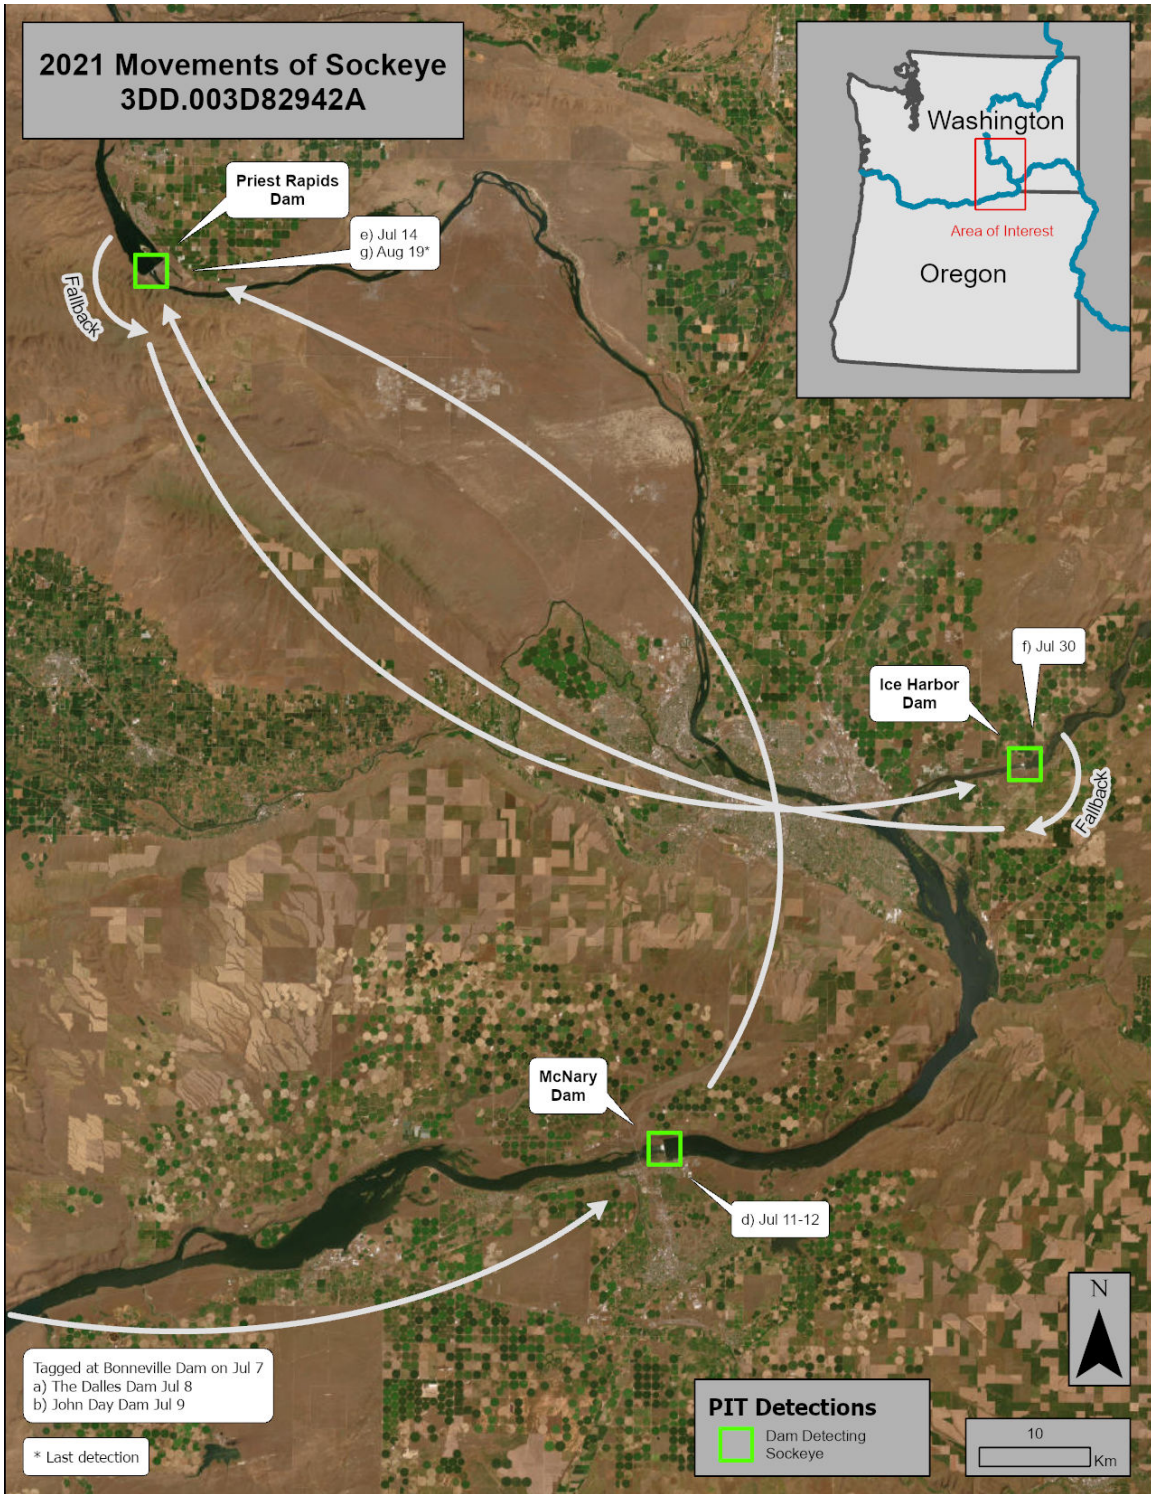 2021 Movements of Sockeye
3DD.003D82942A
Washington
Area of Interest
Oregon
Priest Rapids
Dam
e) Jul 14
g) Aug 19*
Fallback
f) Jul 30
Ice Harbor
Dam
Fallback
McNary
Dam
d) Jul 11-12
N
Tagged at Bonneville Dam on Jul 7
a) The Dalles Dam Jul 8
b) John Day Dam Jul 9
* Last detection
PIT Detections
Dam Detecting
Sockeye
10
Km